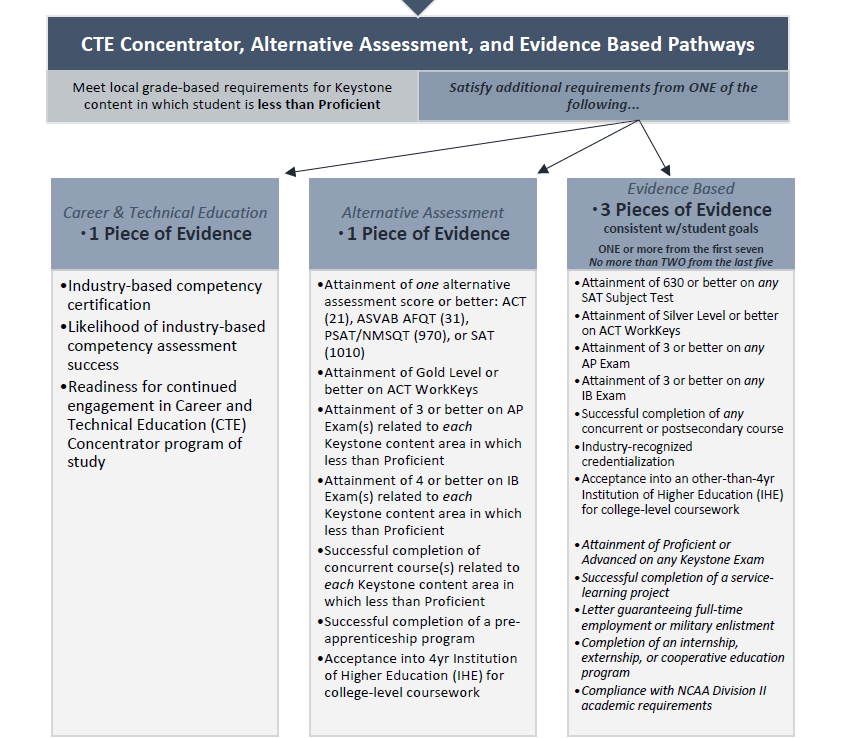 CTE Concentrator, Alternative Assessment, and Evidence Based Pathways
Meet local grade-based requirements for Keystone
content in which student is less than Proficient
Satisfy additional requirements from ONE of the
following...
Career & Technical Education
•1 Piece of Evidence
•Industry-based competency
certification
•Likelihood of industry-based
competency assessment
success
•Readiness for continued
engagement in Career and
Technical Education (CTE)
Concentrator program of
study
Alternative Assessment
•1 Piece of Evidence
•Attainment of one alternative
assessment score or better: ACT
(21), ASVAB AFQT (31),
PSAT/NMSQT (970), or SAT
(1010)
•Attainment of Gold Level or
better on ACT WorkKeys
•Attainment of 3 or better on AP
Exam(s) related to each
Keystone content area in which
less than Proficient
•Attainment of 4 or better on IB
Exam(s) related to each
Keystone content area in which
less than Proficient
•Successful completion of
concurrent course(s) related to
each Keystone content area in
which less than Proficient
•Successful completion of a pre-
apprenticeship program
•Acceptance into 4yr Institution
of Higher Education (IHE) for
college-level coursework
Evidence Based
•3 Pieces of Evidence
consistent w/student goals
ONE or more from the first seven
No more than TWO from the last five
•Attainment of 630 or better on any
SAT Subject Test
•Attainment of Silver Level or better
on ACT WorkKeys
•Attainment of 3 or better on any
AP Exam
•Attainment of 3 or better on any
IB Exam
•Successful completion of any
concurrent or postsecondary course
•Industry-recognized
credentialization
•Acceptance into an other-than-4yr
Institution of Higher Education (IHE)
for college-level coursework
•Attainment of Proficient or
Advanced on any Keystone Exam
•Successful completion of a service-
learning project
•Letter guaranteeing full-time
employment or military enlistment
•Completion of an internship,
externship, or cooperative education
program
•Compliance with NCAA Division II
academic requirements